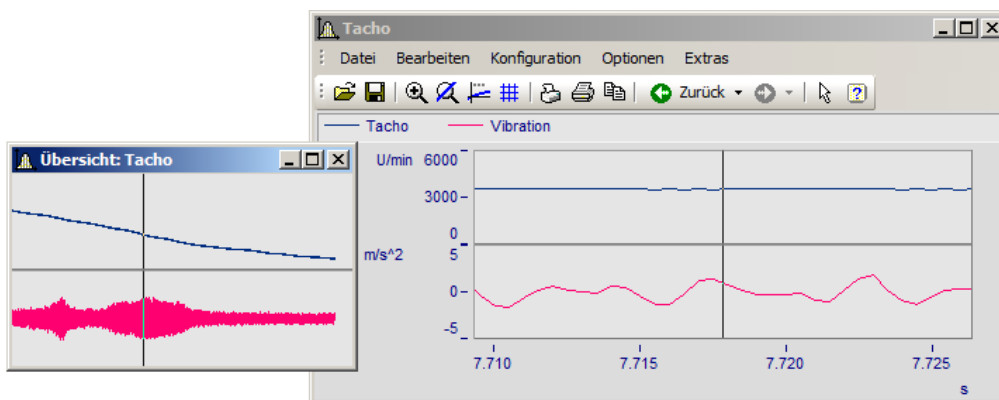 Tacho
Datei Bearbeiten Konfiguration Optionen Extras
Zurück
Tacho Vibration
Übersicht: Tacho
U/min 6000
3000
0
m/s^2 5
0
-5
7.710 7.715 7.720 7.725
s